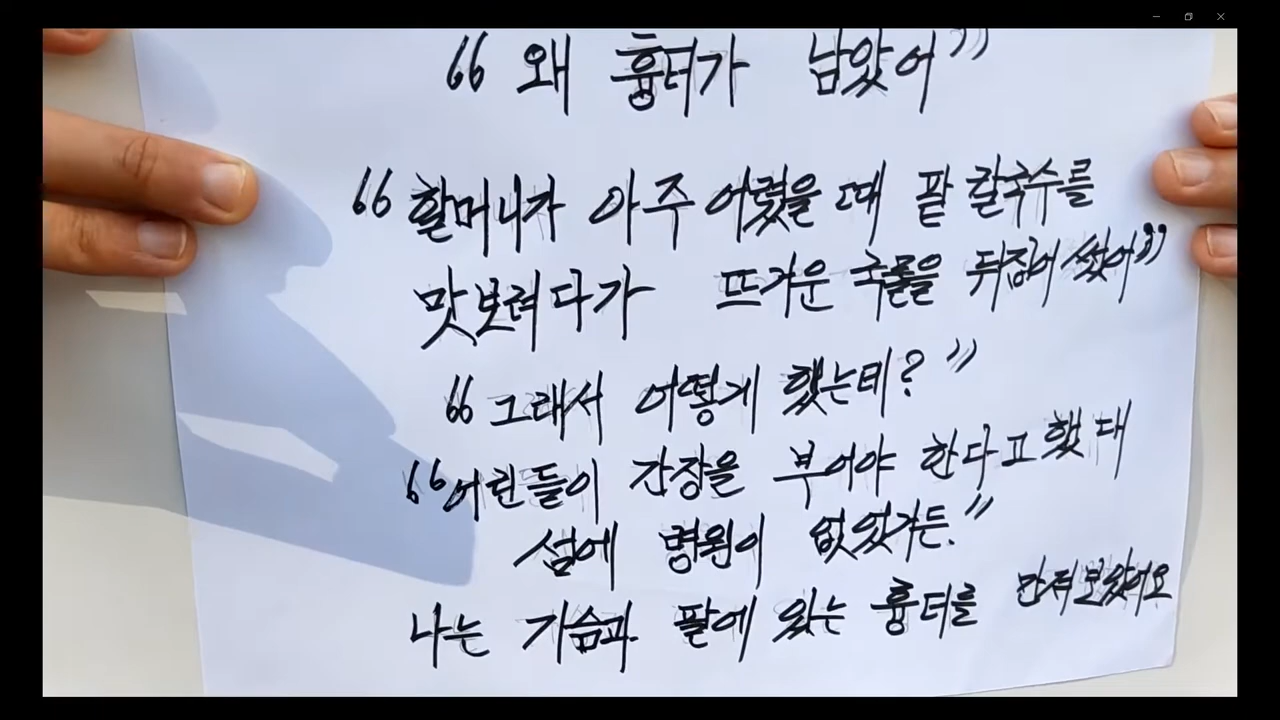 “왜 흉터가 남았어”
“할머니가 아주 어렸을 때 팥 칼국수를
맛보려다가 뜨거운 국물을 뒤집어 썼어”
“그래서 어떻게 했는데?”
“어린들이 간장을 부어야 한다고 했대
섬에 병원이 없었거든.”
나는 가슴과 팔에 있는 흉터를 만져보았어요